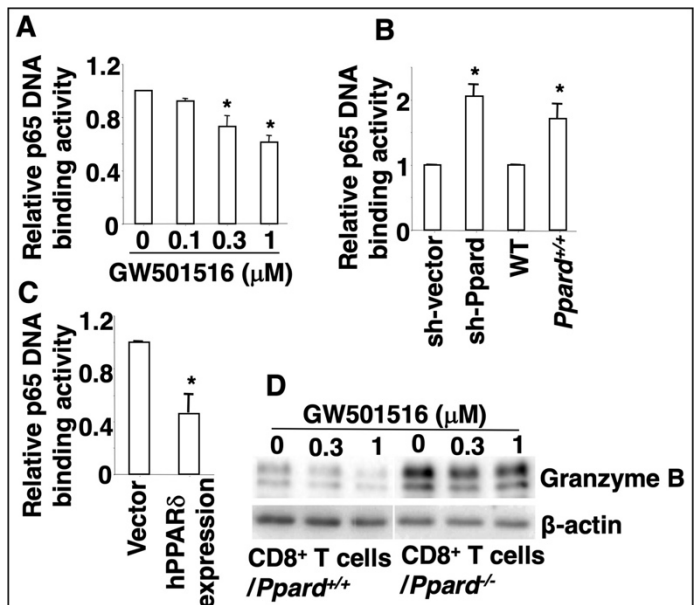 A
Relative p65 DNA
binding activity
1.2
0.8
0.4
0
*
*
0 0.1 0.3 1
GW501516 (μM)
B
Relative p65 DNA
binding activity
2
1
0
*
*
sh-vector
sh-Ppard
WT
Ppard+/+
C
Relative p65 DNA
binding activity
1.2
0.8
0.4
0
*
Vector
hPPARδ
expression
D
GW501516 (μM)
0 0.3 1 0 0.3 1
Granzyme B
β-actin
CD8+ T cells
/Ppard+/+
CD8+ T cells
/Ppard-/-